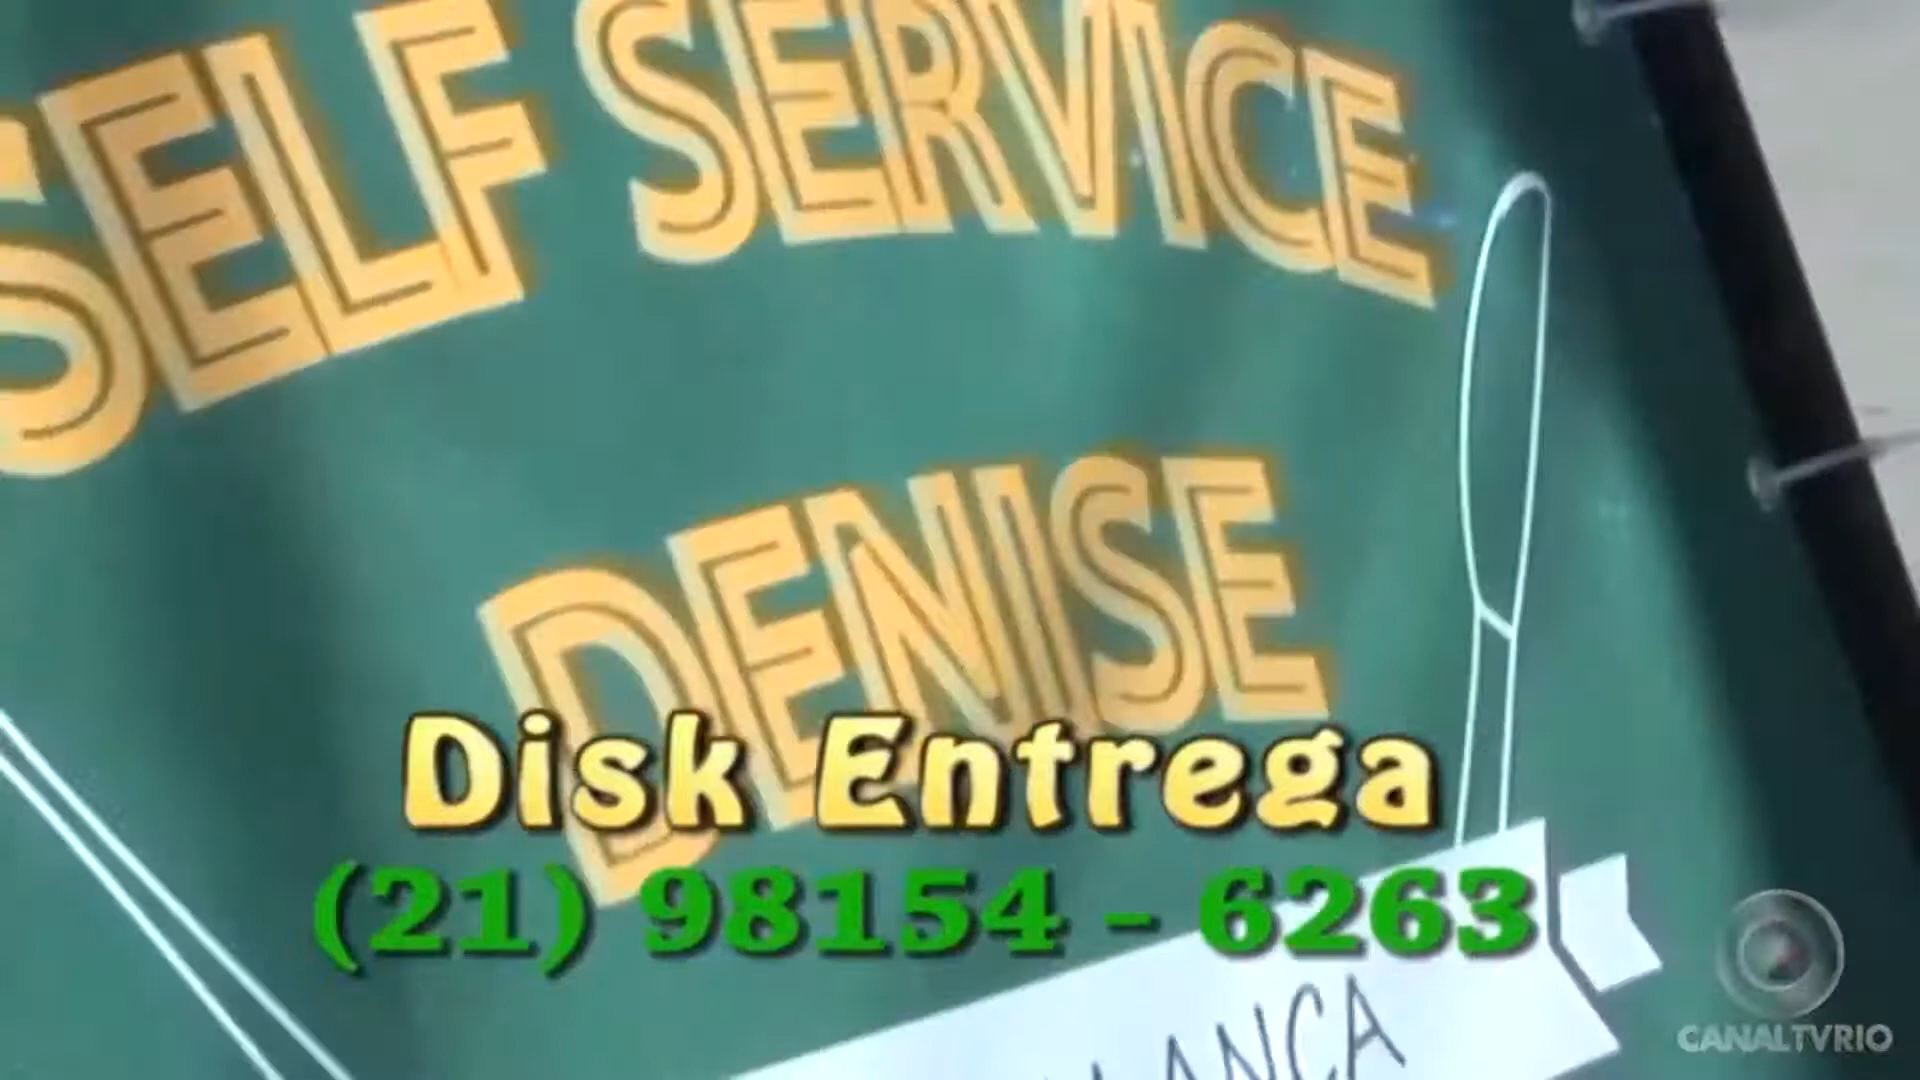 SELF SERVICE
DENISE
Disk Entrega
(21) 98154 - 6263
CANALTVRIO